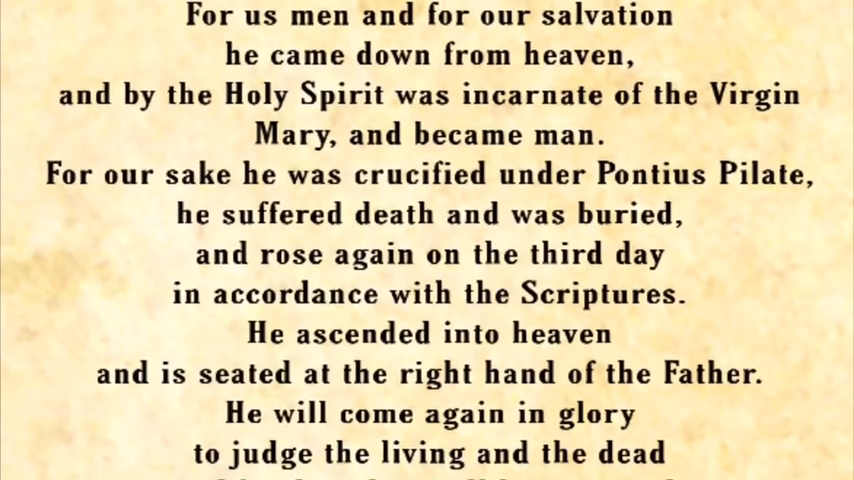 For us men and for our salvation
he came down from heaven,
and by the Holy Spirit was incarnate of the Virgin
Mary, and became man.
For our sake he was crucified under Pontius Pilate,
he suffered death and was buried,
and rose again on the third day
in accordance with the Scriptures.
He ascended into heaven
and is seated at the right hand of the Father.
He will come again in glory
to judge the living and the dead